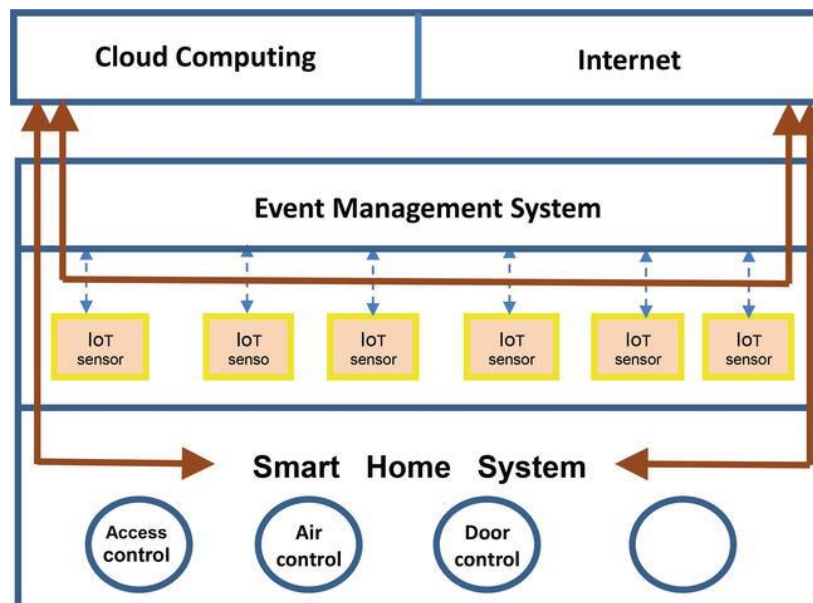 Cloud Computing
Internet
Event Management System
IoT
sensor
IoT
senso
IoT
sensor
IoT
sensor
IoT
sensor
IoT
sensor
Smart Home System
Access
control
Air
control
Door
control